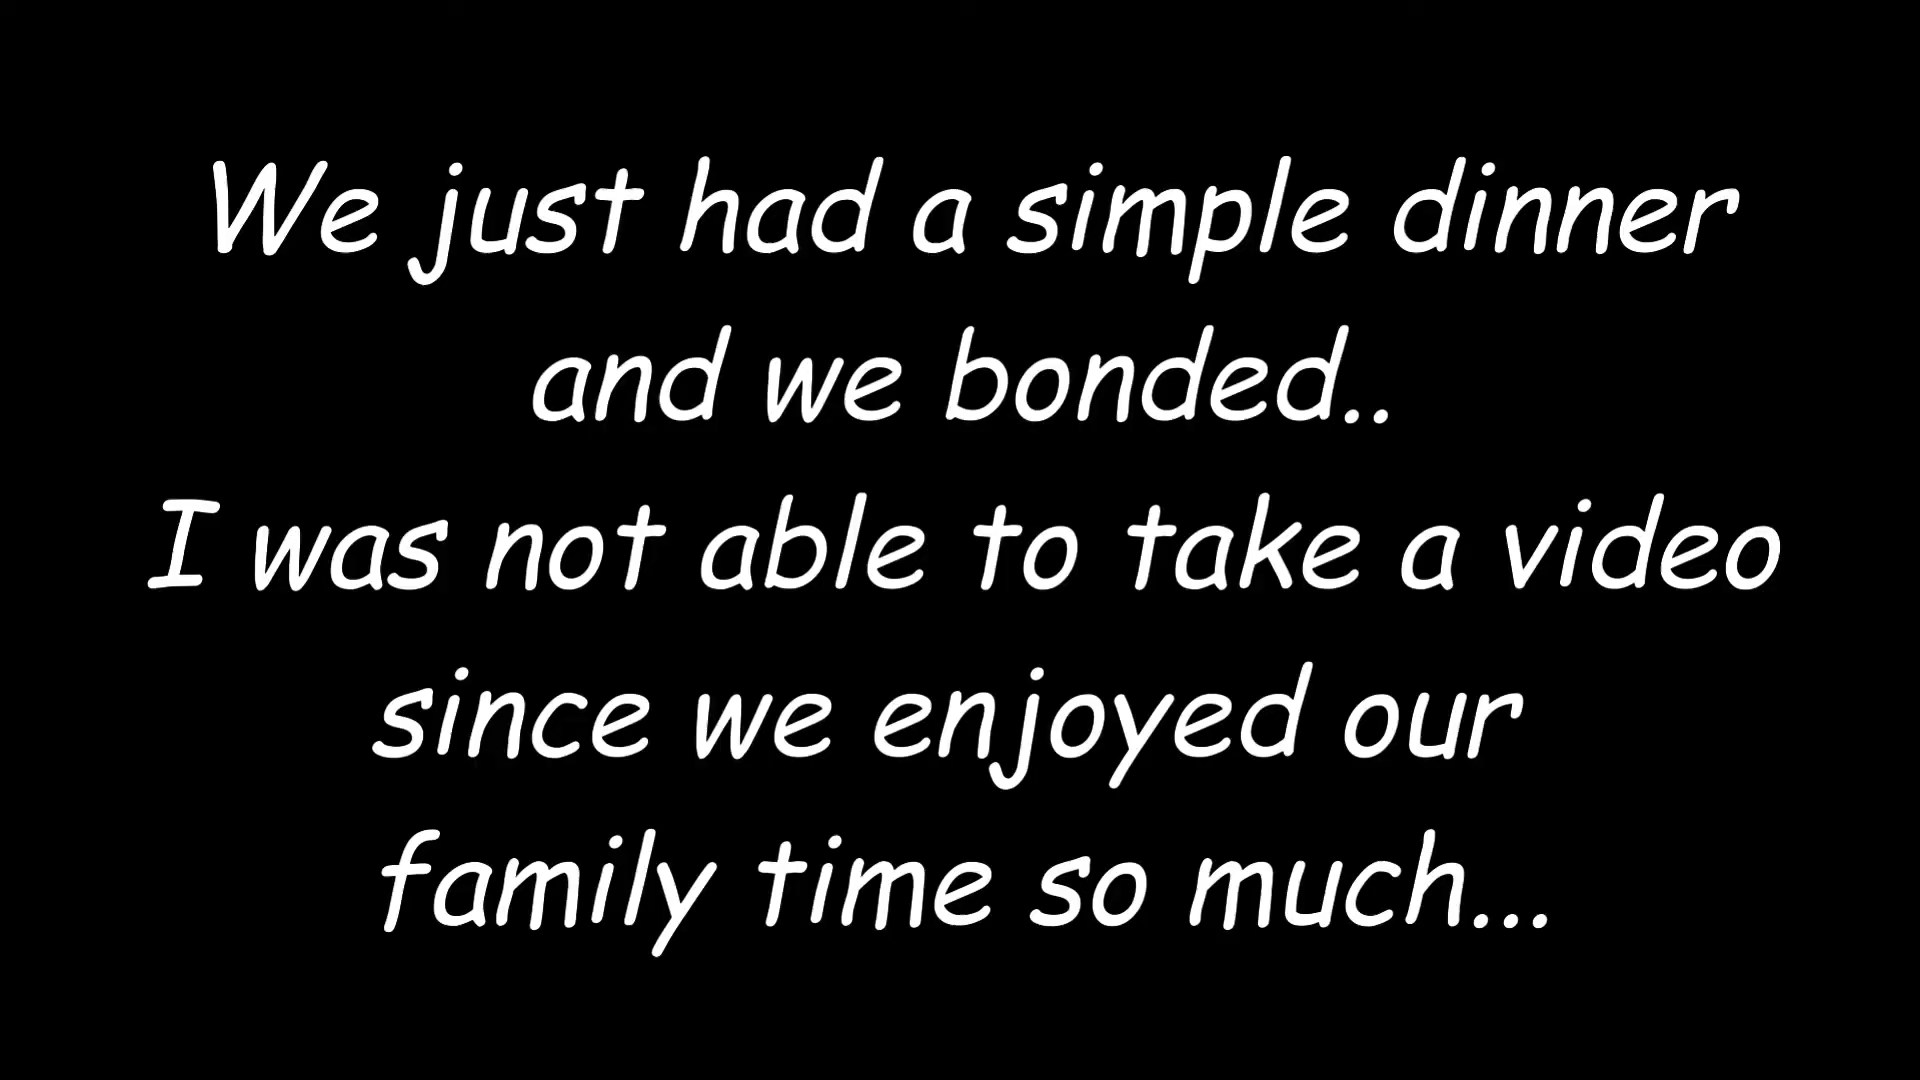 We just had a simple dinner
and we bonded..
I was not able to take a video
since we enjoyed our
family time so much...